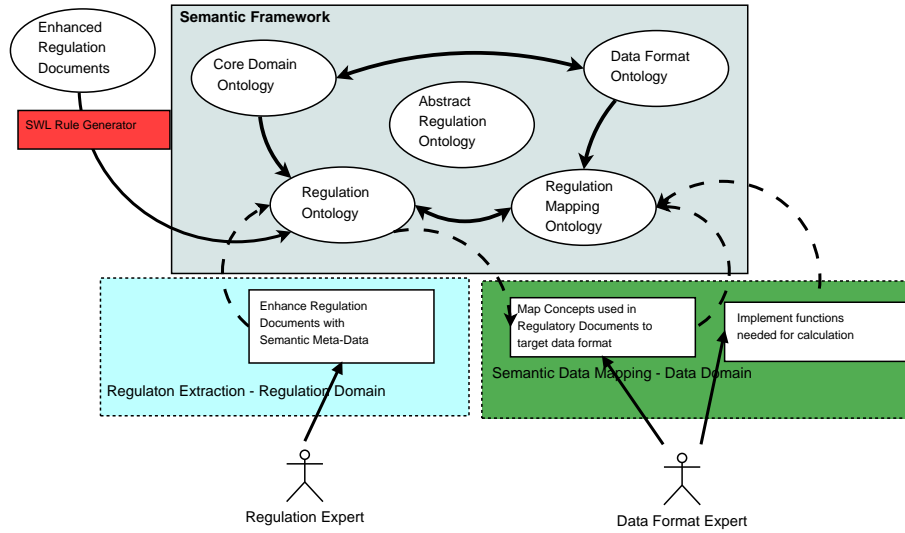 Semantic Framework
Enhanced
Regulation
Documents
Core Domain
Ontology
Data Format
Ontology
Abstract
Regulation
Ontology
SWL Rule Generator
Regulation
Ontology
Regulation
Mapping
Ontology
Enhance Regulation
Documents with
Semantic Meta-Data
Map Concepts used in
Regulatory Documents to
target data format
Implement functions
needed for calculation
Regulaton Extraction - Regulation Domain
Semantic Data Mapping - Data Domain
Regulation Expert
Data Format Expert